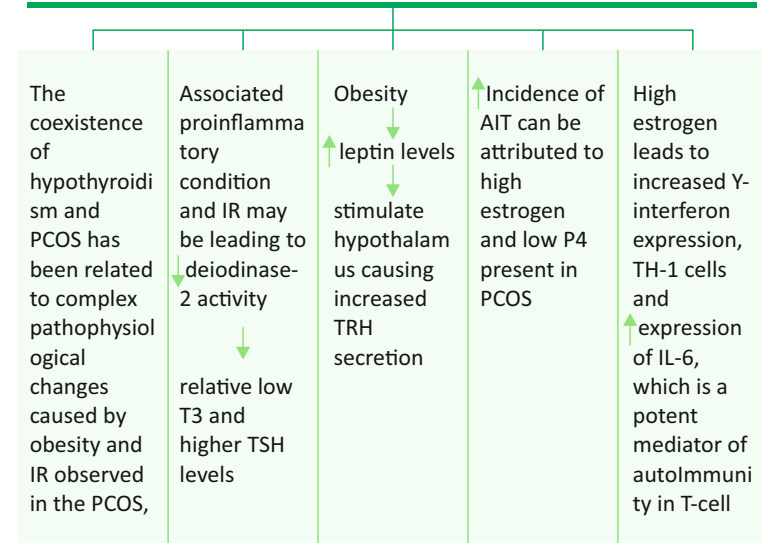 The
coexistence
of
hypothyroidi
sm and
PCOS has
been related
to complex
pathophysiol
ogical
changes
caused by
obesity and
IR observed
in the PCOS,
Associated
proinflamma
tory
condition
and IR may
be leading to
↓deiodinase-
2 activity
↓
relative low
T3 and
higher TSH
levels
Obesity
↓
↑leptin levels
↓
stimulate
hypothalam
us causing
increased
TRH
secretion
↑Incidence of
AIT can be
attributed to
high
estrogen
and low P4
present in
PCOS
High
estrogen
leads to
increased Y-
interferon
expression,
TH-1 cells
and
↑expression
of IL-6,
which is a
potent
mediator of
autoImmuni
ty in T-cell